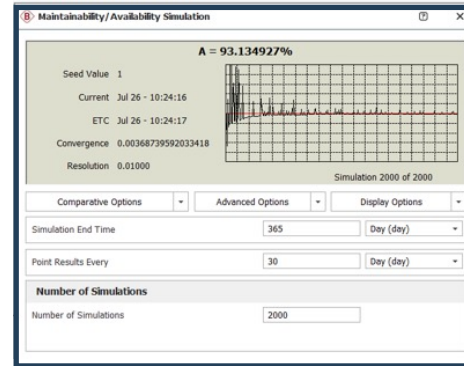 B Maintainability/Availability Simulation
A = 93.134927%
Seed Value 1
Current Jul 26 - 10:24:16
ETC Jul 26 - 10:24:17
Convergence 0.00368739592033418
Resolution 0.01000
Simulation 2000 of 2000
Comparative Options Advanced Options Display Options
Simulation End Time 365 Day (day)
Point Results Every 30 Day (day)
Number of Simulations
Number of Simulations 2000